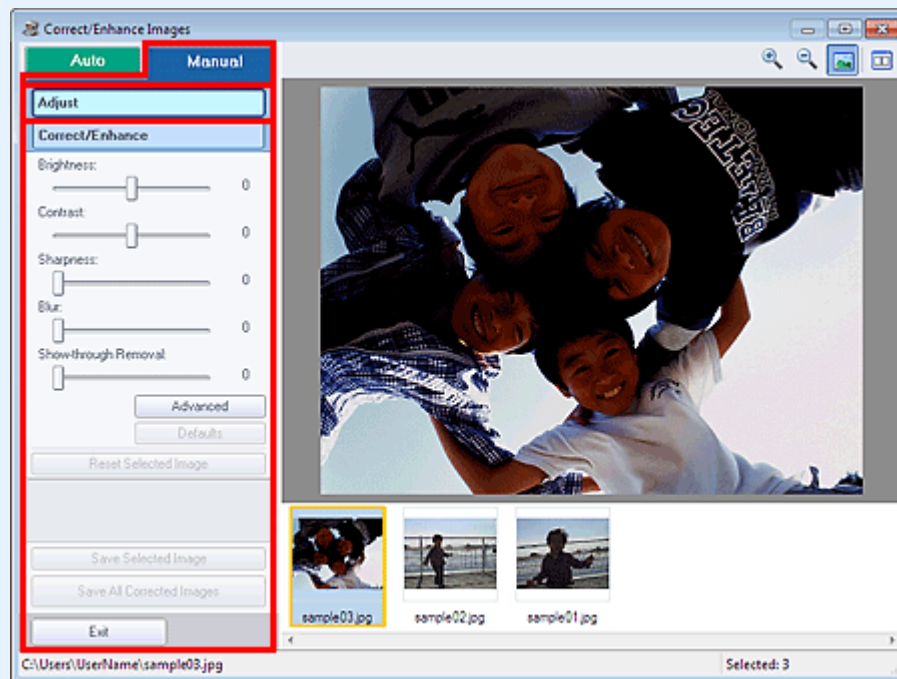 Correct/Enhance Images
Auto Manual
Adjust
Correct/Enhance
Brightness:
0
Contrast:
0
Sharpness:
0
Blur:
0
Show-through Removal:
0
Advanced
Defaults
Reset Selected Image
Save Selected Image
Save All Corrected Images
Exit
sample03.jpg sample02.jpg sample01.jpg
C:\Users\UserName\sample03.jpg Selected: 3